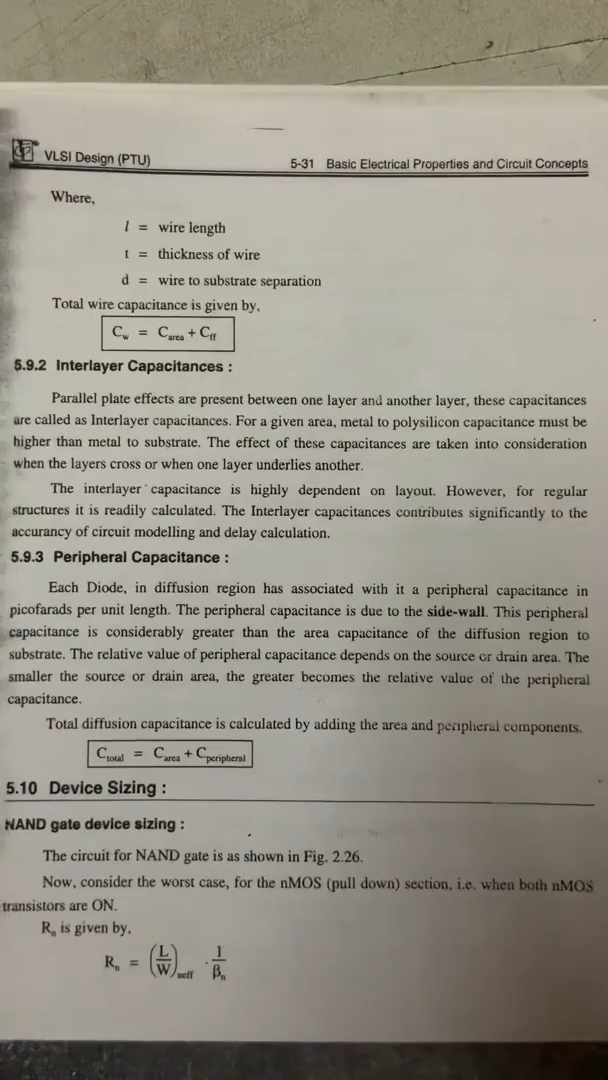 VLSI Design (PTU)
5-31 Basic Electrical Properties and Circuit Concepts
Where,
l = wire length
t = thickness of wire
d = wire to substrate separation
Total wire capacitance is given by,
C_w = C_area + C_ff
5.9.2 Interlayer Capacitances :
Parallel plate effects are present between one layer and another layer, these capacitances
are called as Interlayer capacitances. For a given area, metal to polysilicon capacitance must be
higher than metal to substrate. The effect of these capacitances are taken into consideration
when the layers cross or when one layer underlies another.
The interlayer capacitance is highly dependent on layout. However, for regular
structures it is readily calculated. The Interlayer capacitances contributes significantly to the
accurancy of circuit modelling and delay calculation.
5.9.3 Peripheral Capacitance :
Each Diode, in diffusion region has associated with it a peripheral capacitance in
picofarads per unit length. The peripheral capacitance is due to the side-wall. This peripheral
capacitance is considerably greater than the area capacitance of the diffusion region to
substrate. The relative value of peripheral capacitance depends on the source or drain area. The
smaller the source or drain area, the greater becomes the relative value of the peripheral
capacitance.
Total diffusion capacitance is calculated by adding the area and peripheral components.
C_total = C_area + C_peripheral
5.10 Device Sizing :
NAND gate device sizing :
The circuit for NAND gate is as shown in Fig. 2.26.
Now, consider the worst case, for the nMOS (pull down) section, i.e. when both nMOS
transistors are ON.
R_n is given by,
R_n = (L/W)_neff · 1/β_n